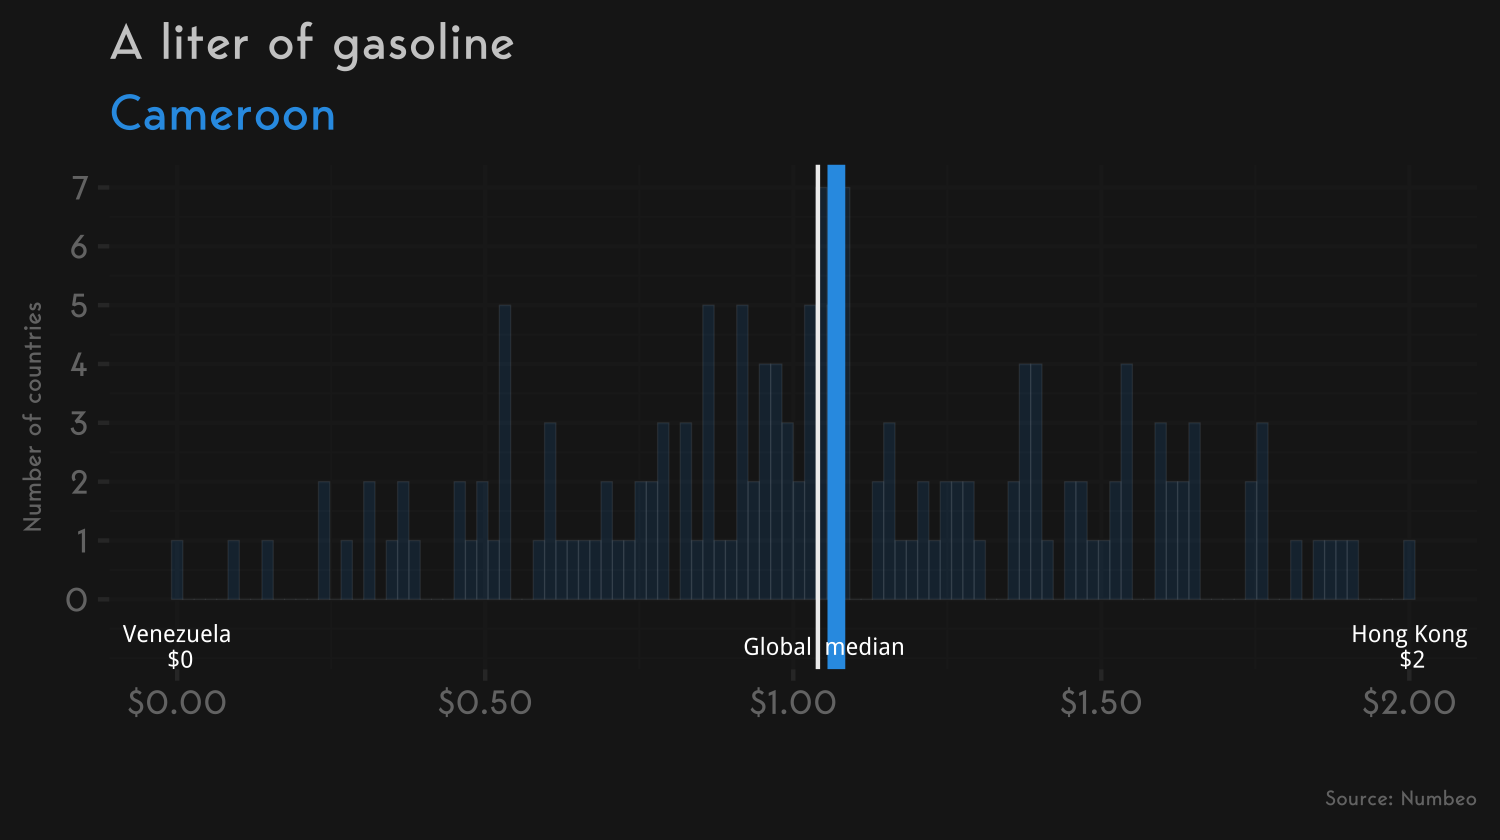 A liter of gasoline
Cameroon
Number of countries
7
6
5
4
3
2
1
0
Venezuela
$0
Global median
Hong Kong
$2
$0.00 $0.50 $1.00 $1.50 $2.00
Source: Numbeo